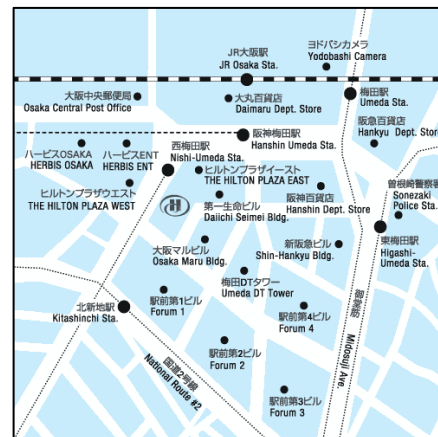 ヨドバシカメラ
Yodobashi Camera
JR大阪駅
JR Osaka Sta.
大阪中央郵便局
Osaka Central Post Office
大丸百貨店
Daimaru Dept. Store
梅田駅
Umeda Sta.
阪急百貨店
Hankyu Dept. Store
阪神梅田駅
Hanshin Umeda Sta.
ハービスOSAKA
HERBIS OSAKA
ハービスENT
HERBIS ENT
西梅田駅
Nishi-Umeda Sta.
ヒルトンプラザイースト
THE HILTON PLAZA EAST
ヒルトンプラザウエスト
THE HILTON PLAZA WEST
阪神百貨店
Hanshin Dept. Store
曽根崎警察署
Sonezaki
Police Sta.
H
第一生命ビル
Daiichi Seimei Bldg.
東梅田駅
Higashi-
Umeda Sta.
大阪マルビル
Osaka Maru Bldg.
新阪急ビル
Shin-Hankyu Bldg.
梅田DTタワー
Umeda DT Tower
駅前第1ビル
Forum 1
北新地駅
Kitashinchi Sta.
駅前第4ビル
Forum 4
御堂筋
Midosuji Ave.
駅前第2ビル
Forum 2
国道2号線
National Route #2
駅前第3ビル
Forum 3